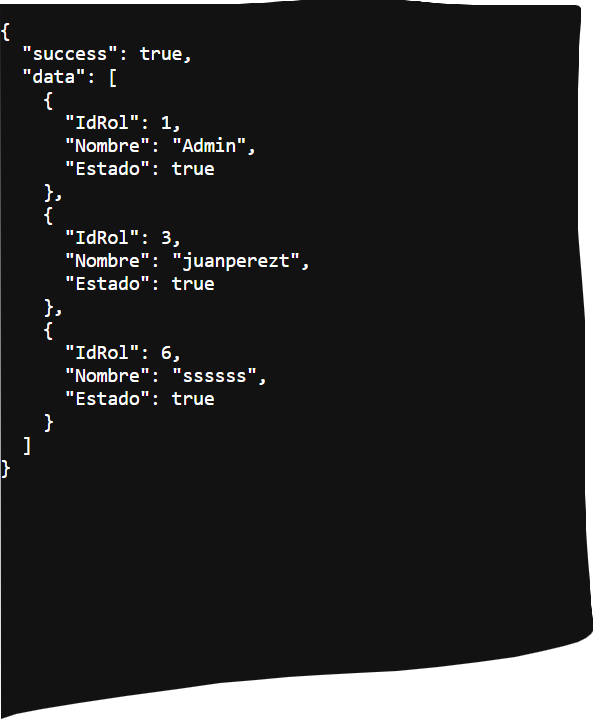 {
  "success": true,
  "data": [
    {
      "IdRol": 1,
      "Nombre": "Admin",
      "Estado": true
    },
    {
      "IdRol": 3,
      "Nombre": "juanperezt",
      "Estado": true
    },
    {
      "IdRol": 6,
      "Nombre": "ssssss",
      "Estado": true
    }
  ]
}